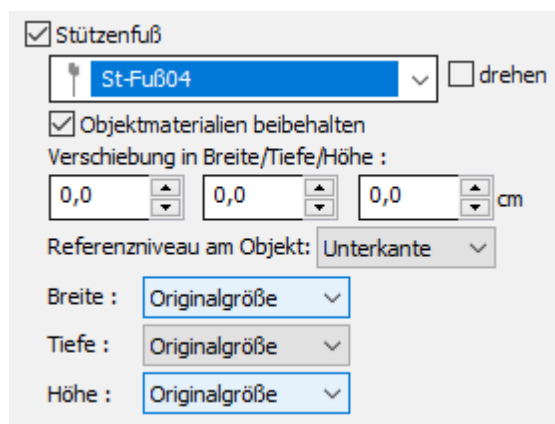 Stützenfuß
St-Fuß04 drehen
Objektmaterialien beibehalten
Verschiebung in Breite/Tiefe/Höhe :
0,0 0,0 0,0 cm
Referenzniveau am Objekt: Unterkante
Breite : Originalgröße
Tiefe : Originalgröße
Höhe : Originalgröße